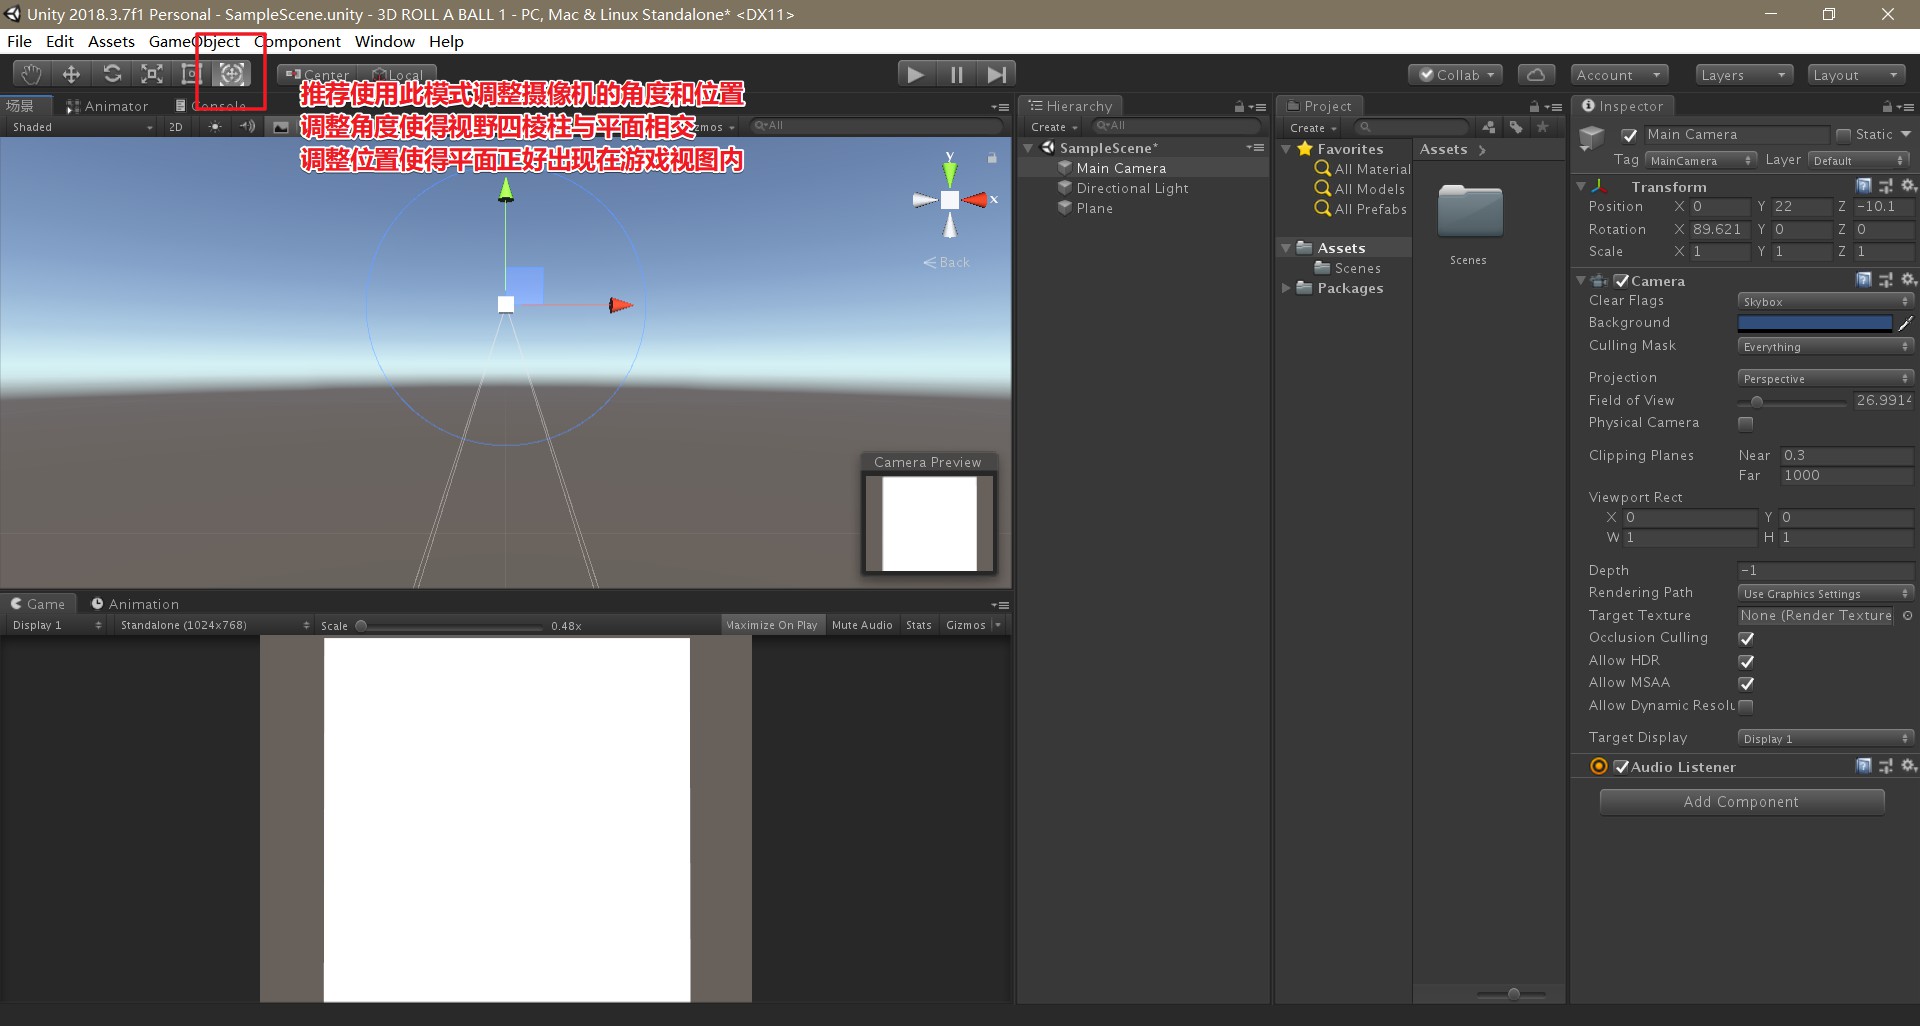 Unity 2018.3.7f1 Personal - SampleScene.unity - 3D ROLL A BALL 1 - PC, Mac & Linux Standalone* <DX11>
File Edit Assets GameObject Component Window Help
Center Local
Collab Account Layers Layout
推荐使用此模式调整摄像机的角度和位置
调整角度使得视野四棱柱与平面相交
调整位置使得平面正好出现在游戏视图内
场景 Animator Console
Shaded 2D zmos All
y
x
Back
Camera Preview
Game Animation
Display 1 Standalone (1024x768) Scale 0.48x Maximize On Play Mute Audio Stats Gizmos
Hierarchy
Create All
SampleScene*
Main Camera
Directional Light
Plane
Project
Create
Favorites
All Material
All Models
All Prefabs
Assets
Scenes
Packages
Assets
Scenes
Inspector
Main Camera Static
Tag MainCamera Layer Default
Transform
Position X 0 Y 22 Z -10.1
Rotation X 89.621 Y 0 Z 0
Scale X 1 Y 1 Z 1
Camera
Clear Flags Skybox
Background
Culling Mask Everything
Projection Perspective
Field of View 26.9914
Physical Camera
Clipping Planes Near 0.3
Far 1000
Viewport Rect
X 0 Y 0
W 1 H 1
Depth -1
Rendering Path Use Graphics Settings
Target Texture None (Render Texture
Occlusion Culling
Allow HDR
Allow MSAA
Allow Dynamic Resolu
Target Display Display 1
Audio Listener
Add Component